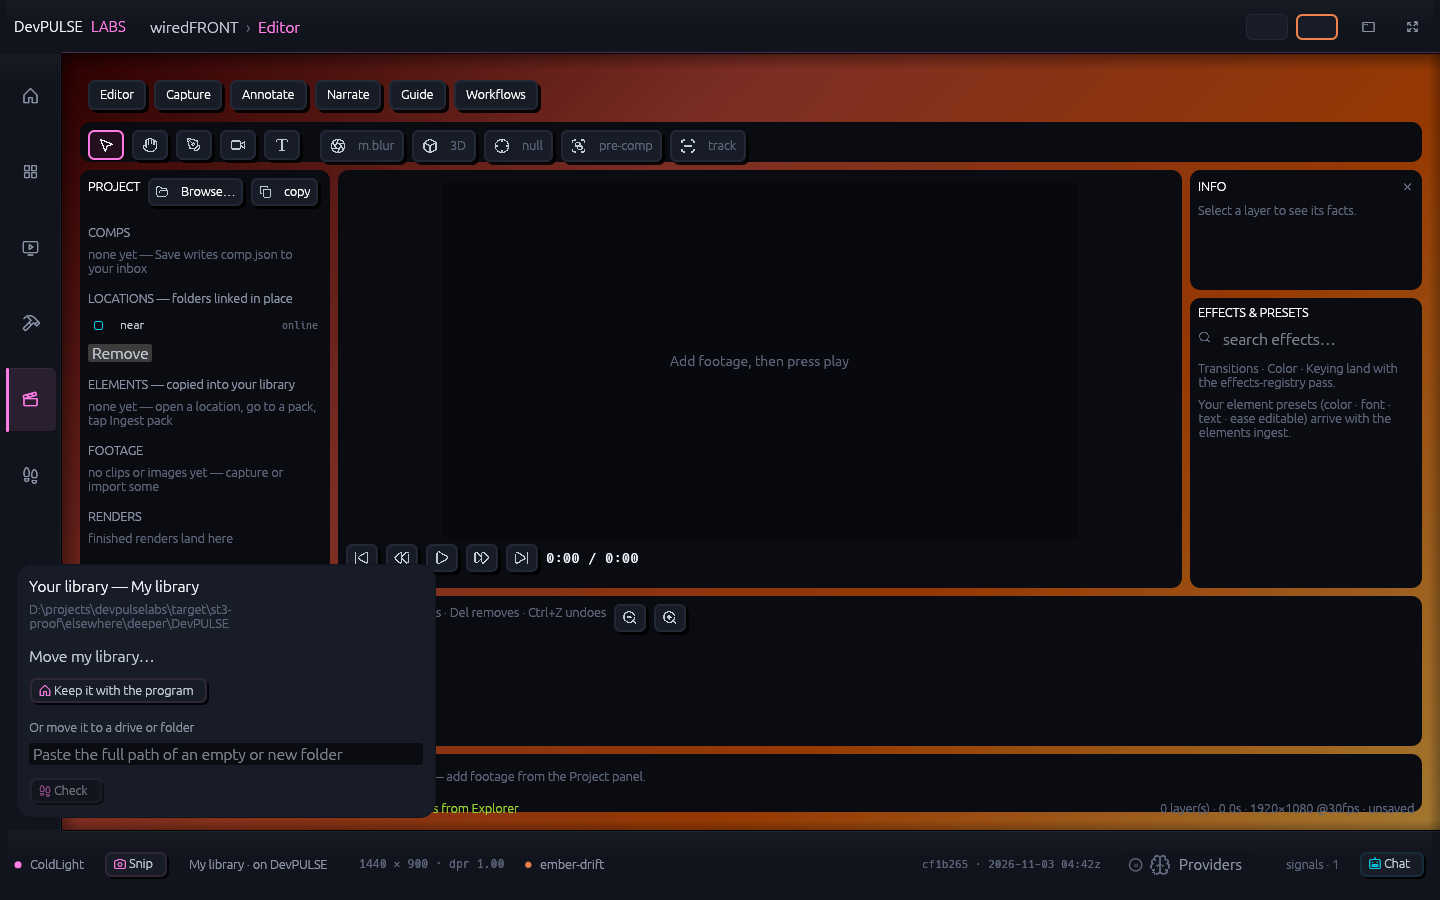 DevPULSE LABS wiredFRONT › Editor
Editor Capture Annotate Narrate Guide Workflows
T m.blur 3D null pre-comp track
PROJECT Browse… copy
COMPS
none yet — Save writes comp.json to
your inbox
LOCATIONS — folders linked in place
near online
Remove
ELEMENTS — copied into your library
none yet — open a location, go to a pack,
tap Ingest pack
FOOTAGE
no clips or images yet — capture or
import some
RENDERS
finished renders land here
Add footage, then press play
0:00 / 0:00
INFO
Select a layer to see its facts.
EFFECTS & PRESETS
search effects…
Transitions · Color · Keying land with
the effects-registry pass.
Your element presets (color · font ·
text · ease editable) arrive with the
elements ingest.
Your library — My library
D:\projects\devpulselabs\target\st3-
proof\elsewhere\deeper\DevPULSE
Move my library…
Keep it with the program
Or move it to a drive or folder
Paste the full path of an empty or new folder
Check
s · Del removes · Ctrl+Z undoes
— add footage from the Project panel.
s from Explorer
0 layer(s) · 0.0s · 1920×1080 @30fps · unsaved
ColdLight Snip My library · on DevPULSE 1440 × 900 · dpr 1.00 ember-drift cf1b265 · 2026-11-03 04:42z Providers signals · 1 Chat